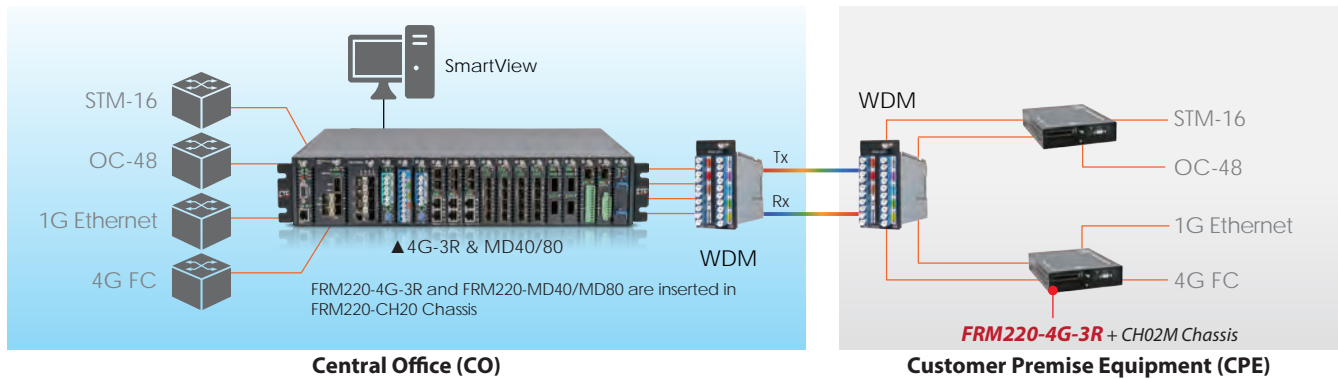 SmartView
STM-16
OC-48
1G Ethernet
4G FC
▲4G-3R & MD40/80
FRM220-4G-3R and FRM220-MD40/MD80 are inserted in
FRM220-CH20 Chassis
WDM
Tx
Rx
Central Office (CO)
WDM
STM-16
OC-48
1G Ethernet
4G FC
FRM220-4G-3R + CH02M Chassis
Customer Premise Equipment (CPE)